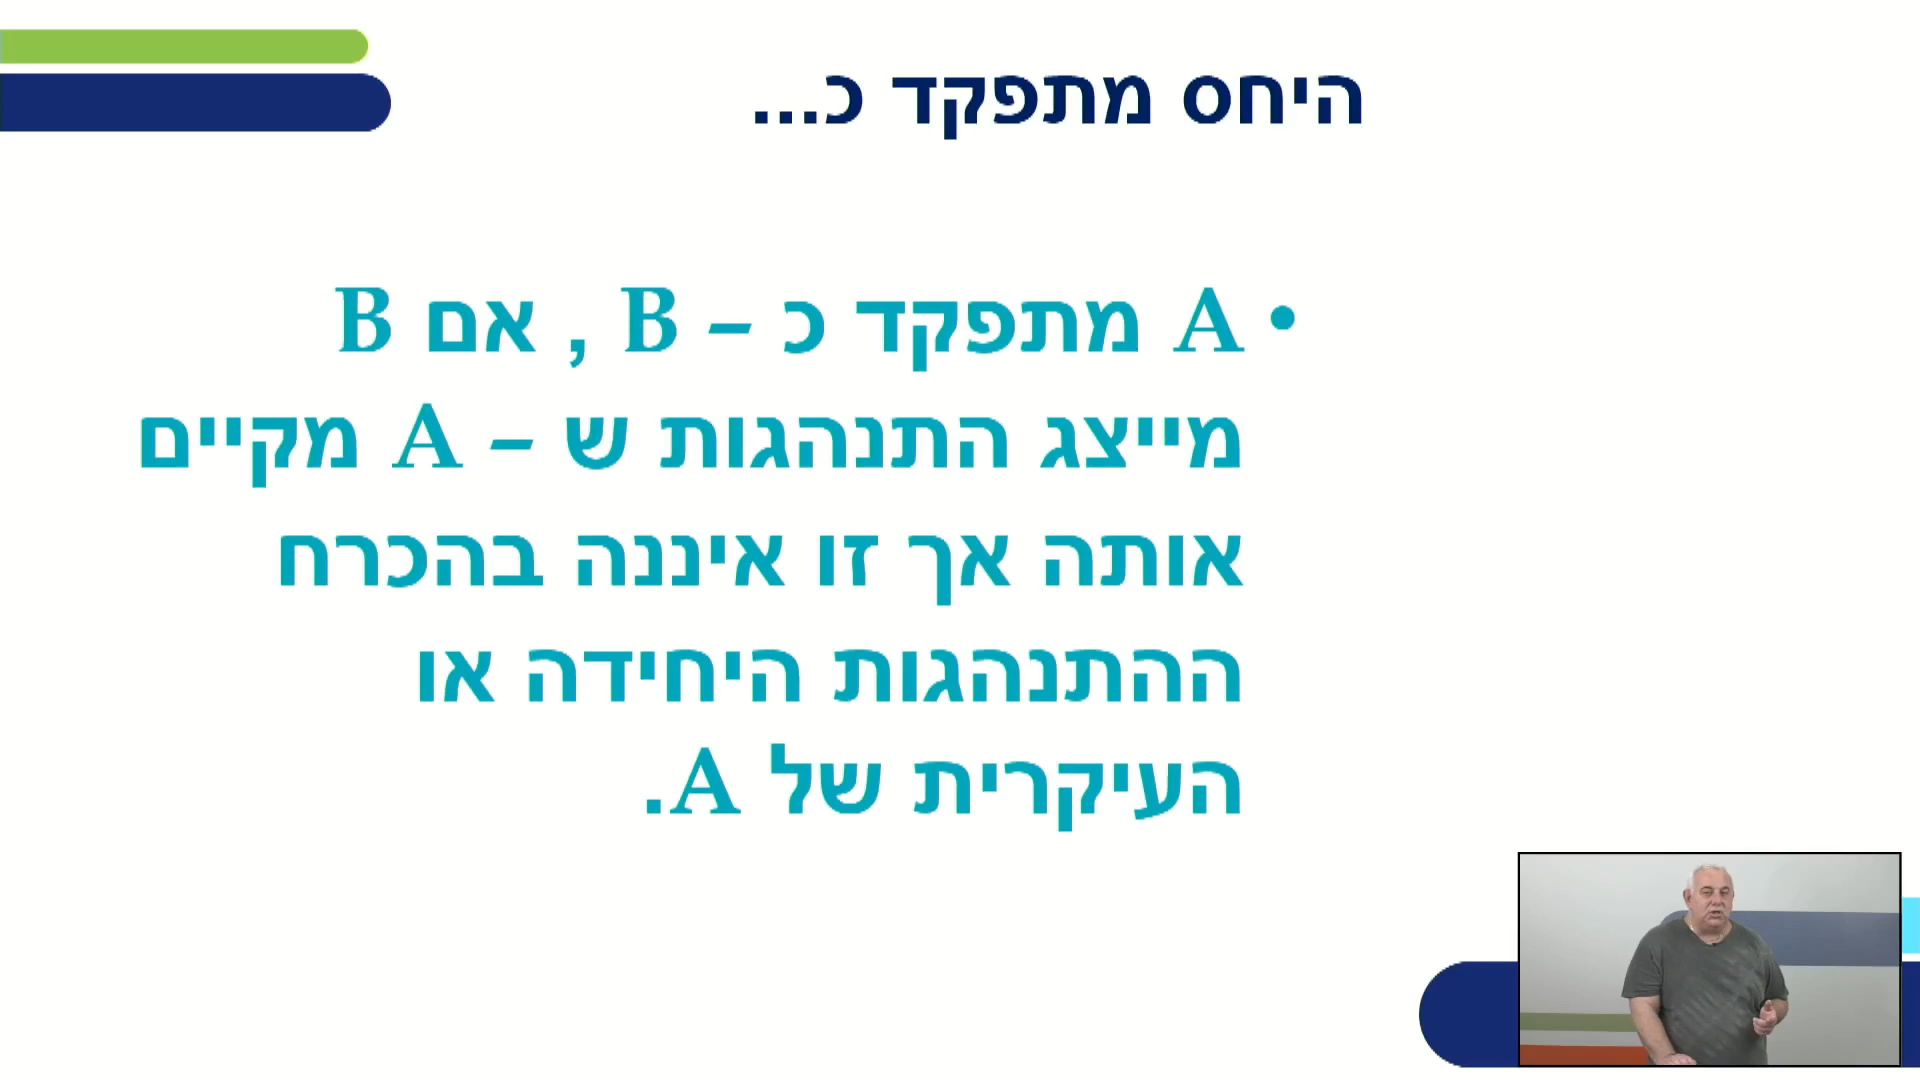 היחס מתפקד כ...
• A מתפקד כ – B , אם B
מייצג התנהגות ש – A מקיים
אותה אך זו איננה בהכרח
ההתנהגות היחידה או
העיקרית של A.